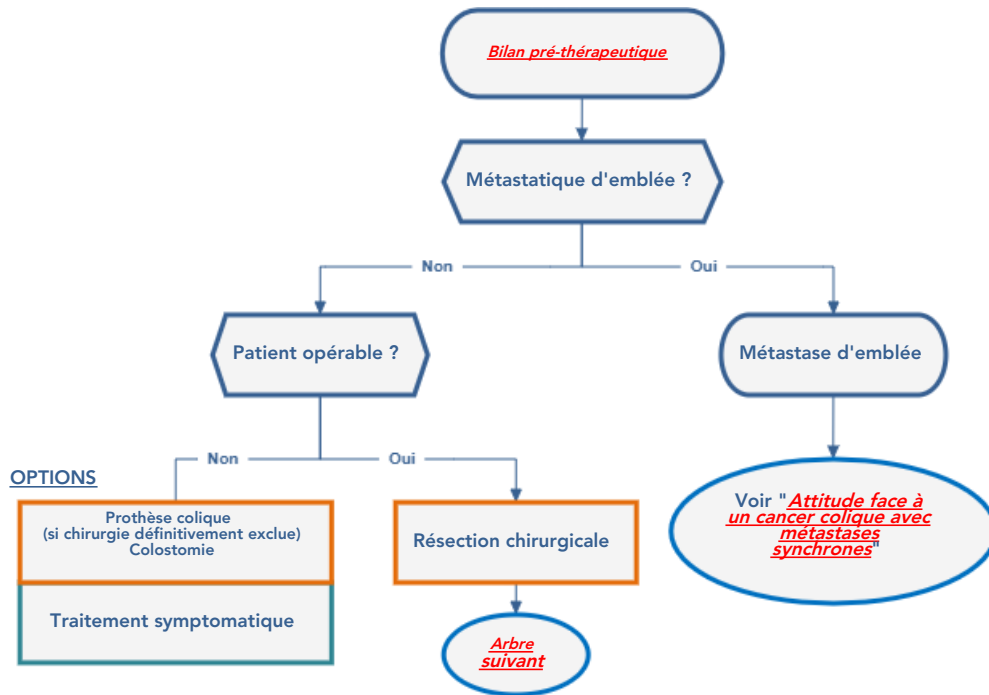 Bilan pré-thérapeutique
Métastatique d'emblée ?
Non
Oui
Patient opérable ?
Métastase d'emblée
Non
Oui
OPTIONS
Prothèse colique
(si chirurgie définitivement exclue)
Colostomie
Traitement symptomatique
Résection chirurgicale
Arbre
suivant
Voir "Attitude face à
un cancer colique avec
métastases
synchrones"